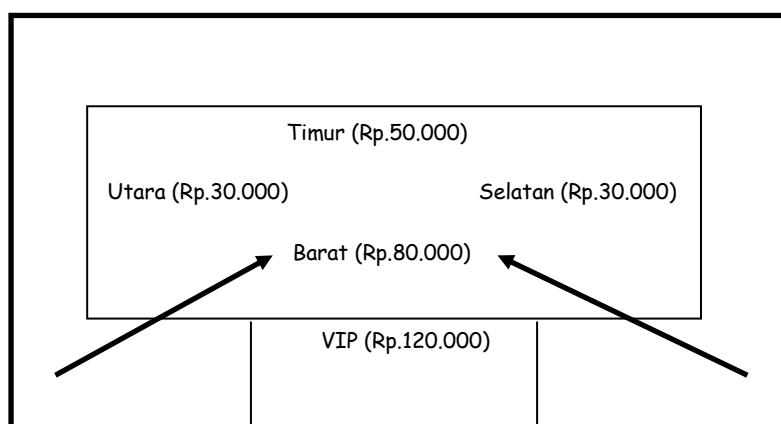 Timur (Rp.50.000)
Utara (Rp.30.000) Selatan (Rp.30.000)
Barat (Rp.80.000)
VIP (Rp.120.000)